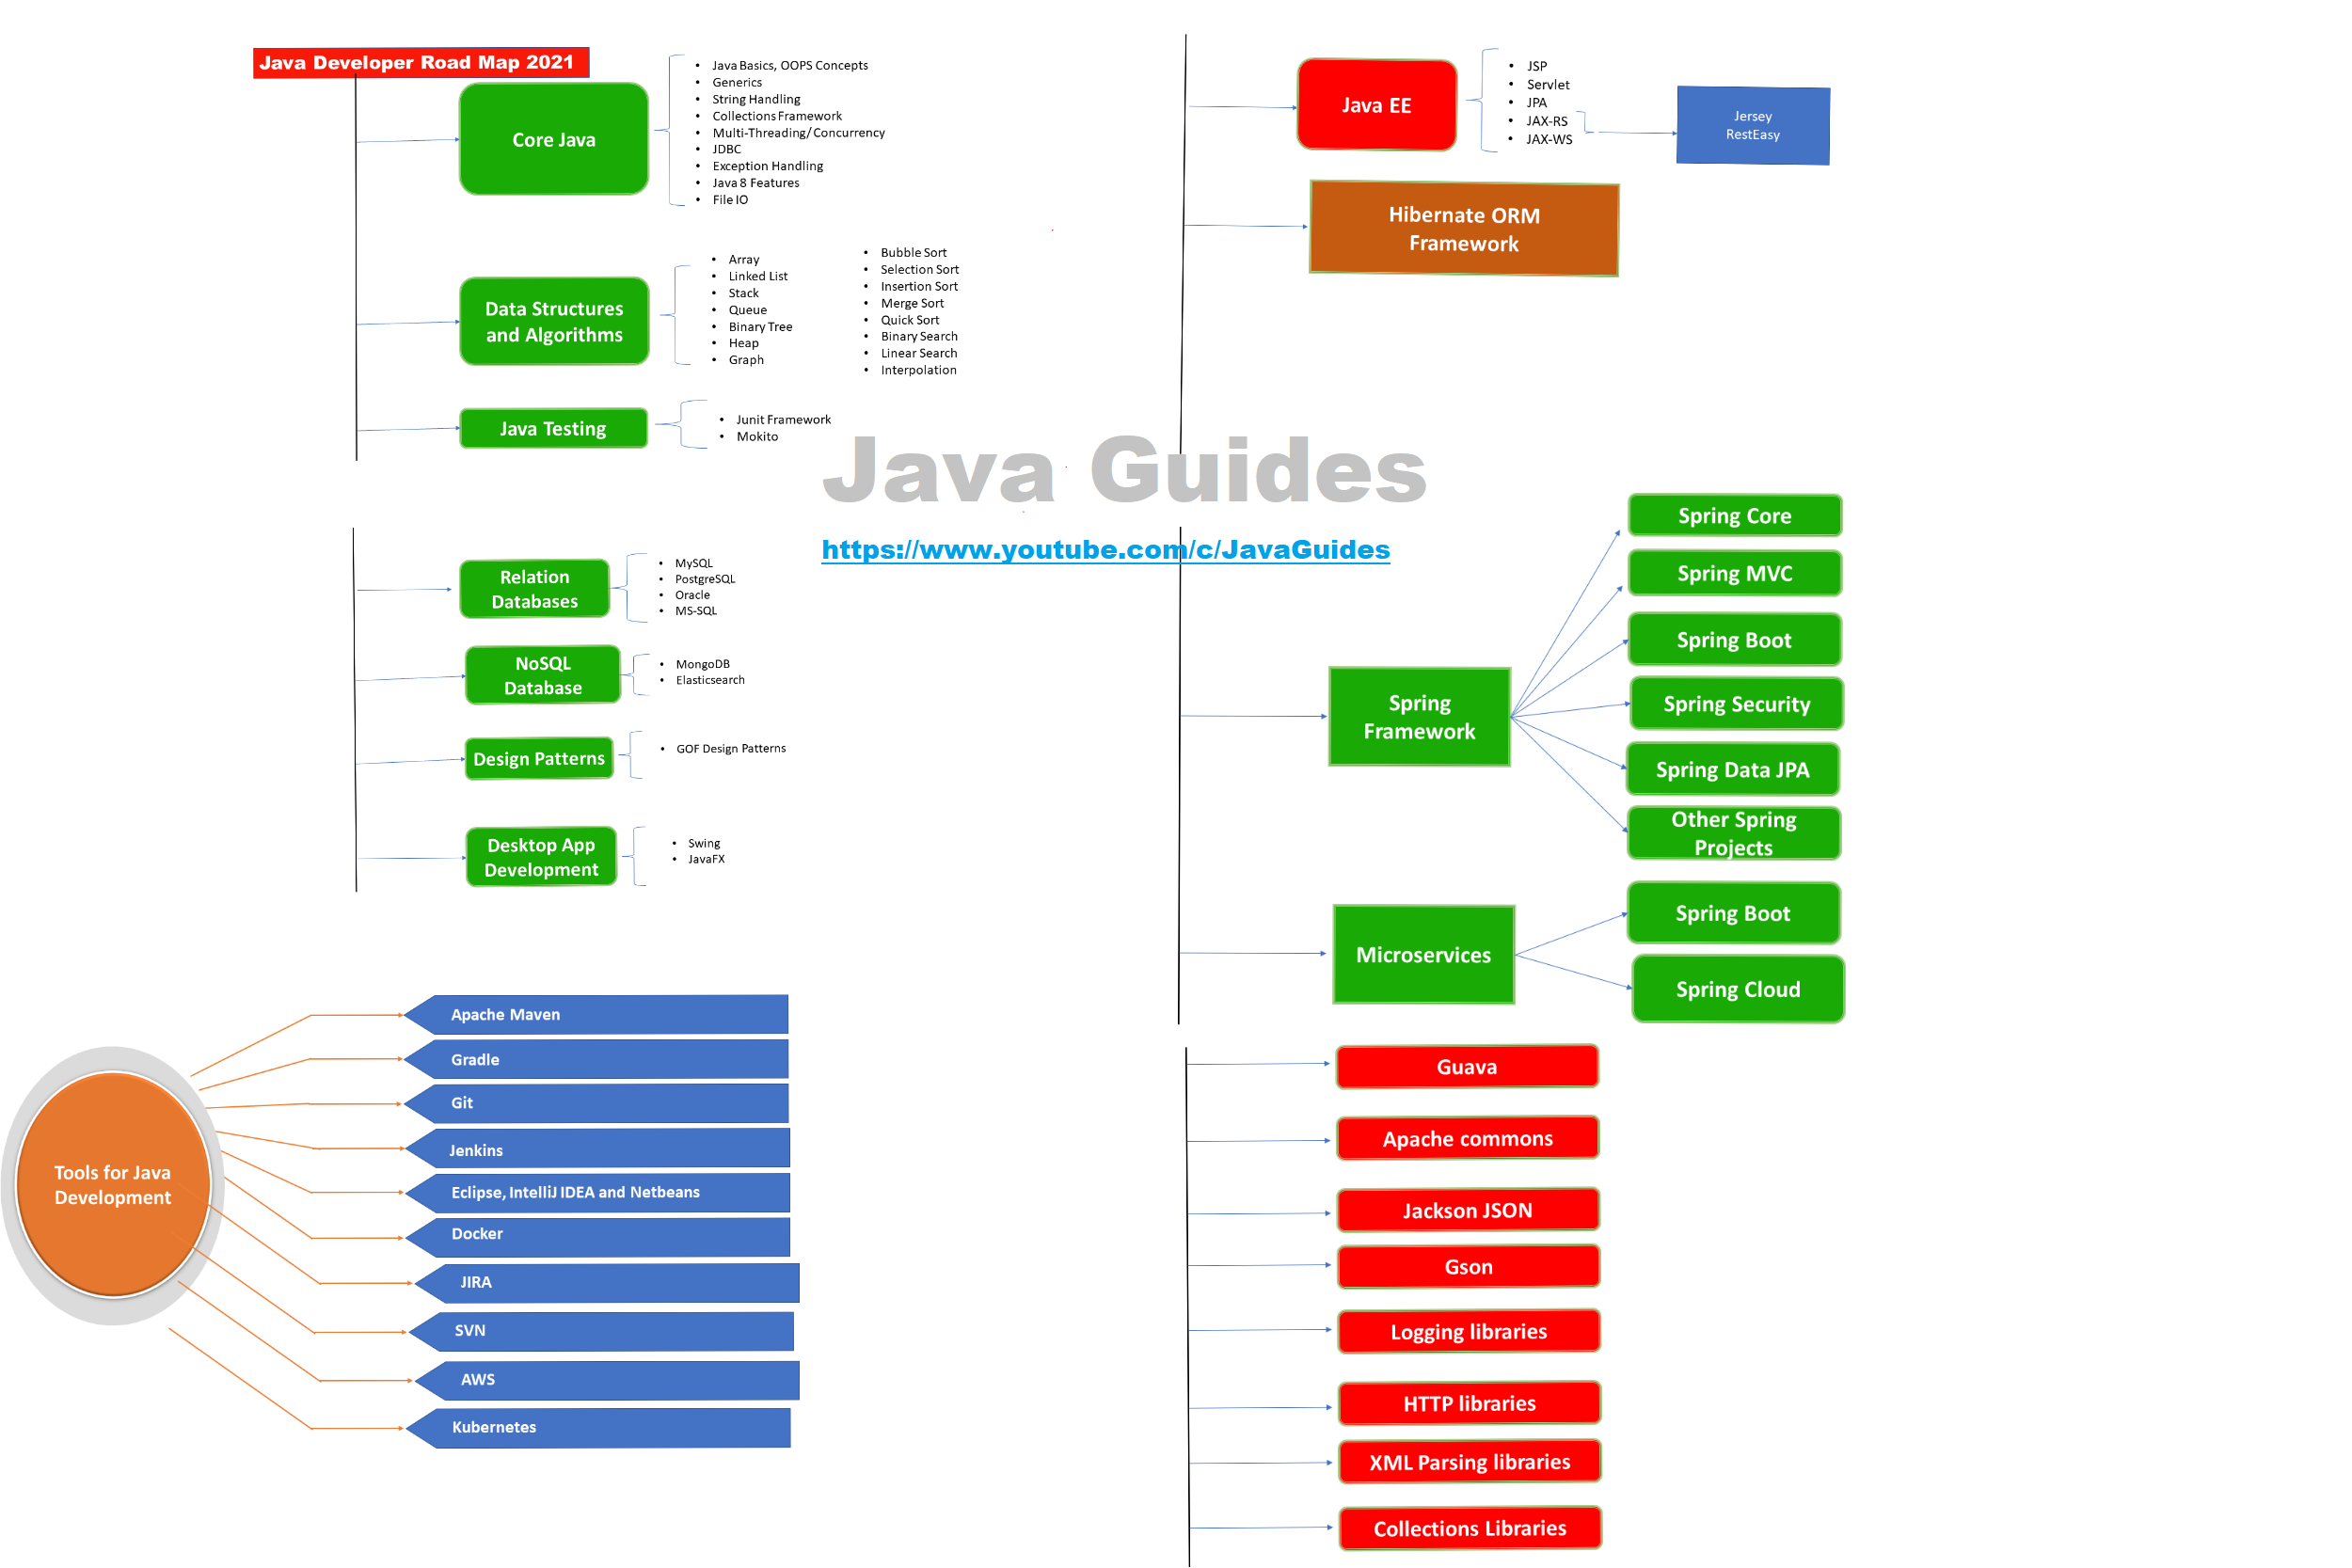 Java Developer Road Map 2021
Core Java
• Java Basics, OOPS Concepts
• Generics
• String Handling
• Collections Framework
• Multi-Threading/ Concurrency
• JDBC
• Exception Handling
• Java 8 Features
• File IO
Data Structures
and Algorithms
• Array
• Linked List
• Stack
• Queue
• Binary Tree
• Heap
• Graph
• Bubble Sort
• Selection Sort
• Insertion Sort
• Merge Sort
• Quick Sort
• Binary Search
• Linear Search
• Interpolation
Java Testing
• Junit Framework
• Mokito
Java EE
• JSP
• Servlet
• JPA
• JAX-RS
• JAX-WS
Jersey
RestEasy
Hibernate ORM
Framework
Java Guides
https://www.youtube.com/c/JavaGuides
Relation
Databases
• MySQL
• PostgreSQL
• Oracle
• MS-SQL
NoSQL
Database
• MongoDB
• Elasticsearch
Design Patterns
• GOF Design Patterns
Desktop App
Development
• Swing
• JavaFX
Spring
Framework
Spring Core
Spring MVC
Spring Boot
Spring Security
Spring Data JPA
Other Spring
Projects
Microservices
Spring Boot
Spring Cloud
Tools for Java
Development
Apache Maven
Gradle
Git
Jenkins
Eclipse, IntelliJ IDEA and Netbeans
Docker
JIRA
SVN
AWS
Kubernetes
Guava
Apache commons
Jackson JSON
Gson
Logging libraries
HTTP libraries
XML Parsing libraries
Collections Libraries